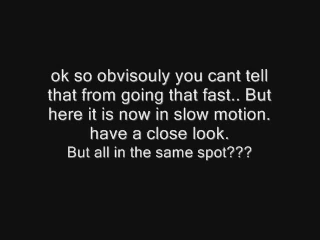 ok so obvisouly you cant tell
that from going that fast.. But
here it is now in slow motion.
have a close look.
But all in the same spot???